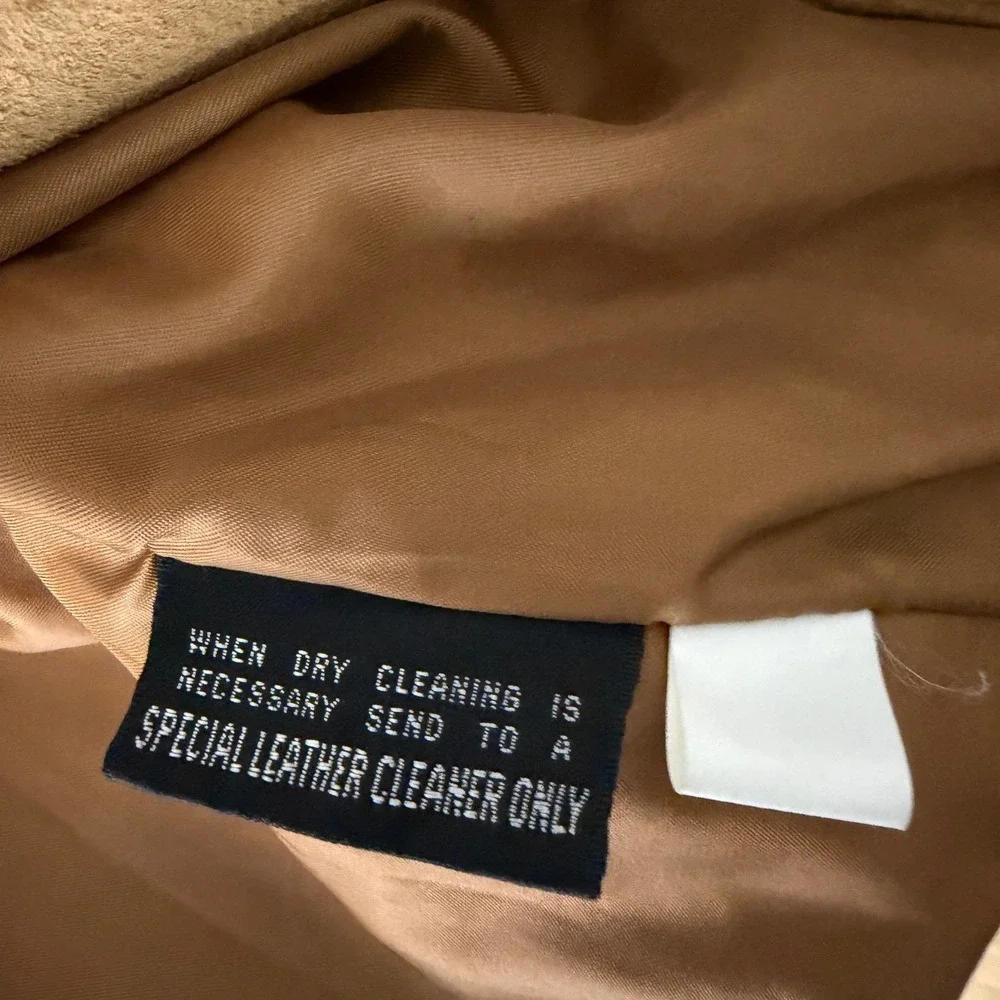 WHEN DRY CLEANING IS
NECESSARY SEND TO A
SPECIAL LEATHER CLEANER ONLY